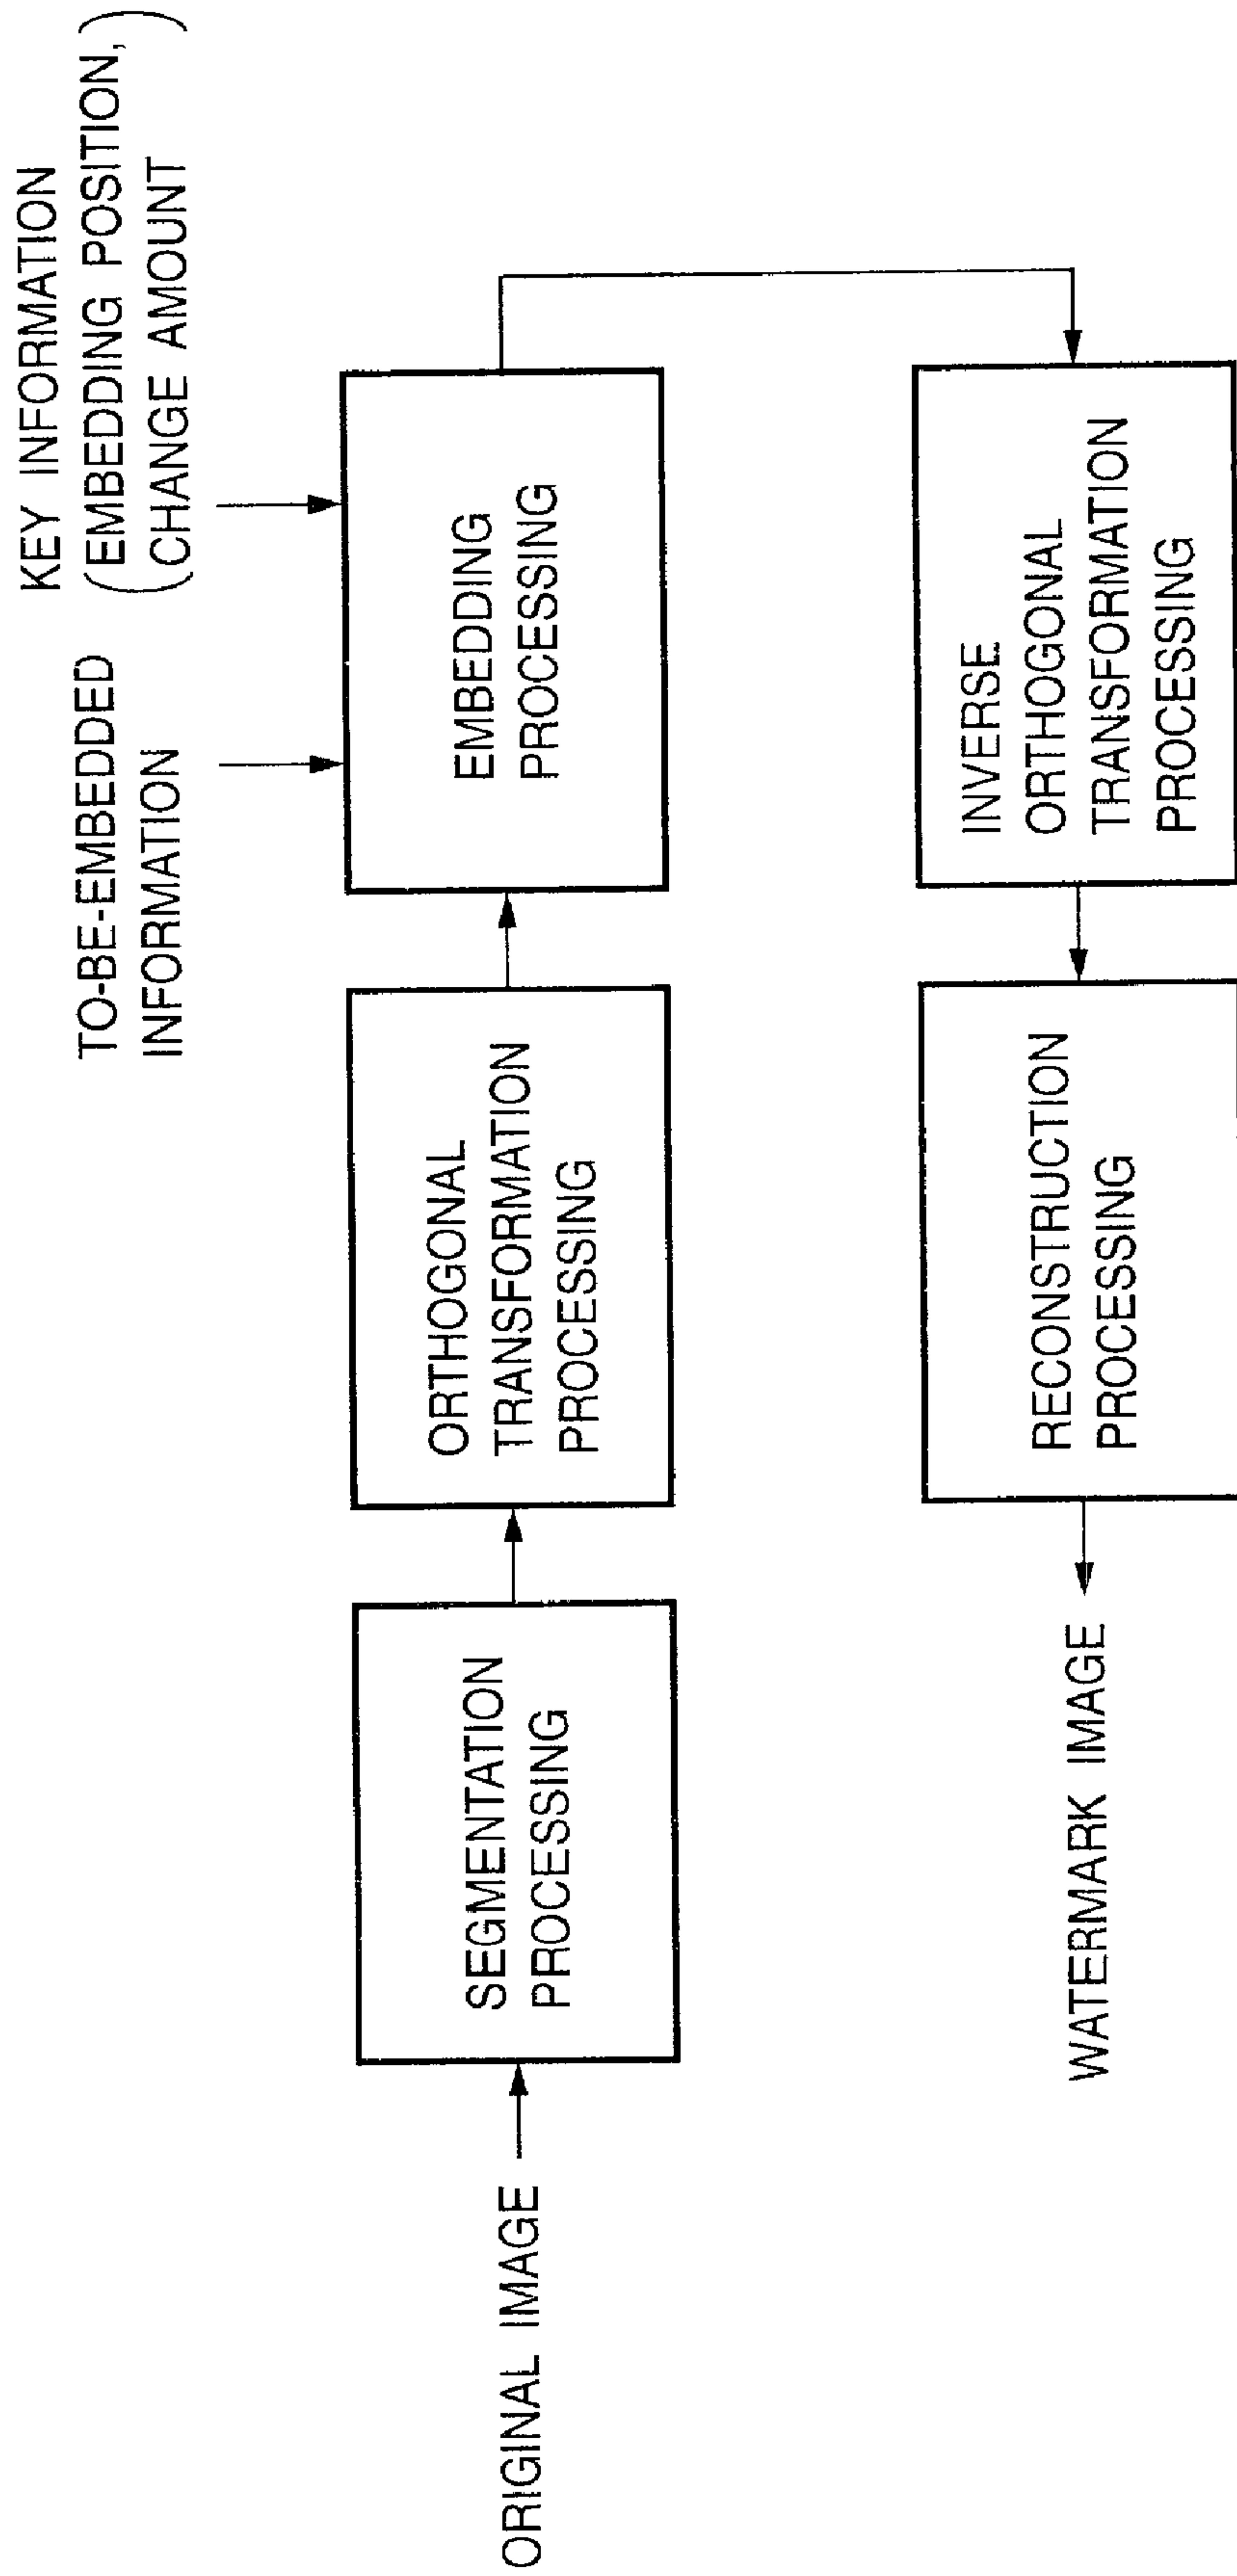 KEY INFORMATION
(EMBEDDING POSITION,
CHANGE AMOUNT)
TO-BE-EMBEDDED
INFORMATION
ORIGINAL IMAGE
SEGMENTATION
PROCESSING
ORTHOGONAL
TRANSFORMATION
PROCESSING
EMBEDDING
PROCESSING
INVERSE
ORTHOGONAL
TRANSFORMATION
PROCESSING
RECONSTRUCTION
PROCESSING
WATERMARK IMAGE